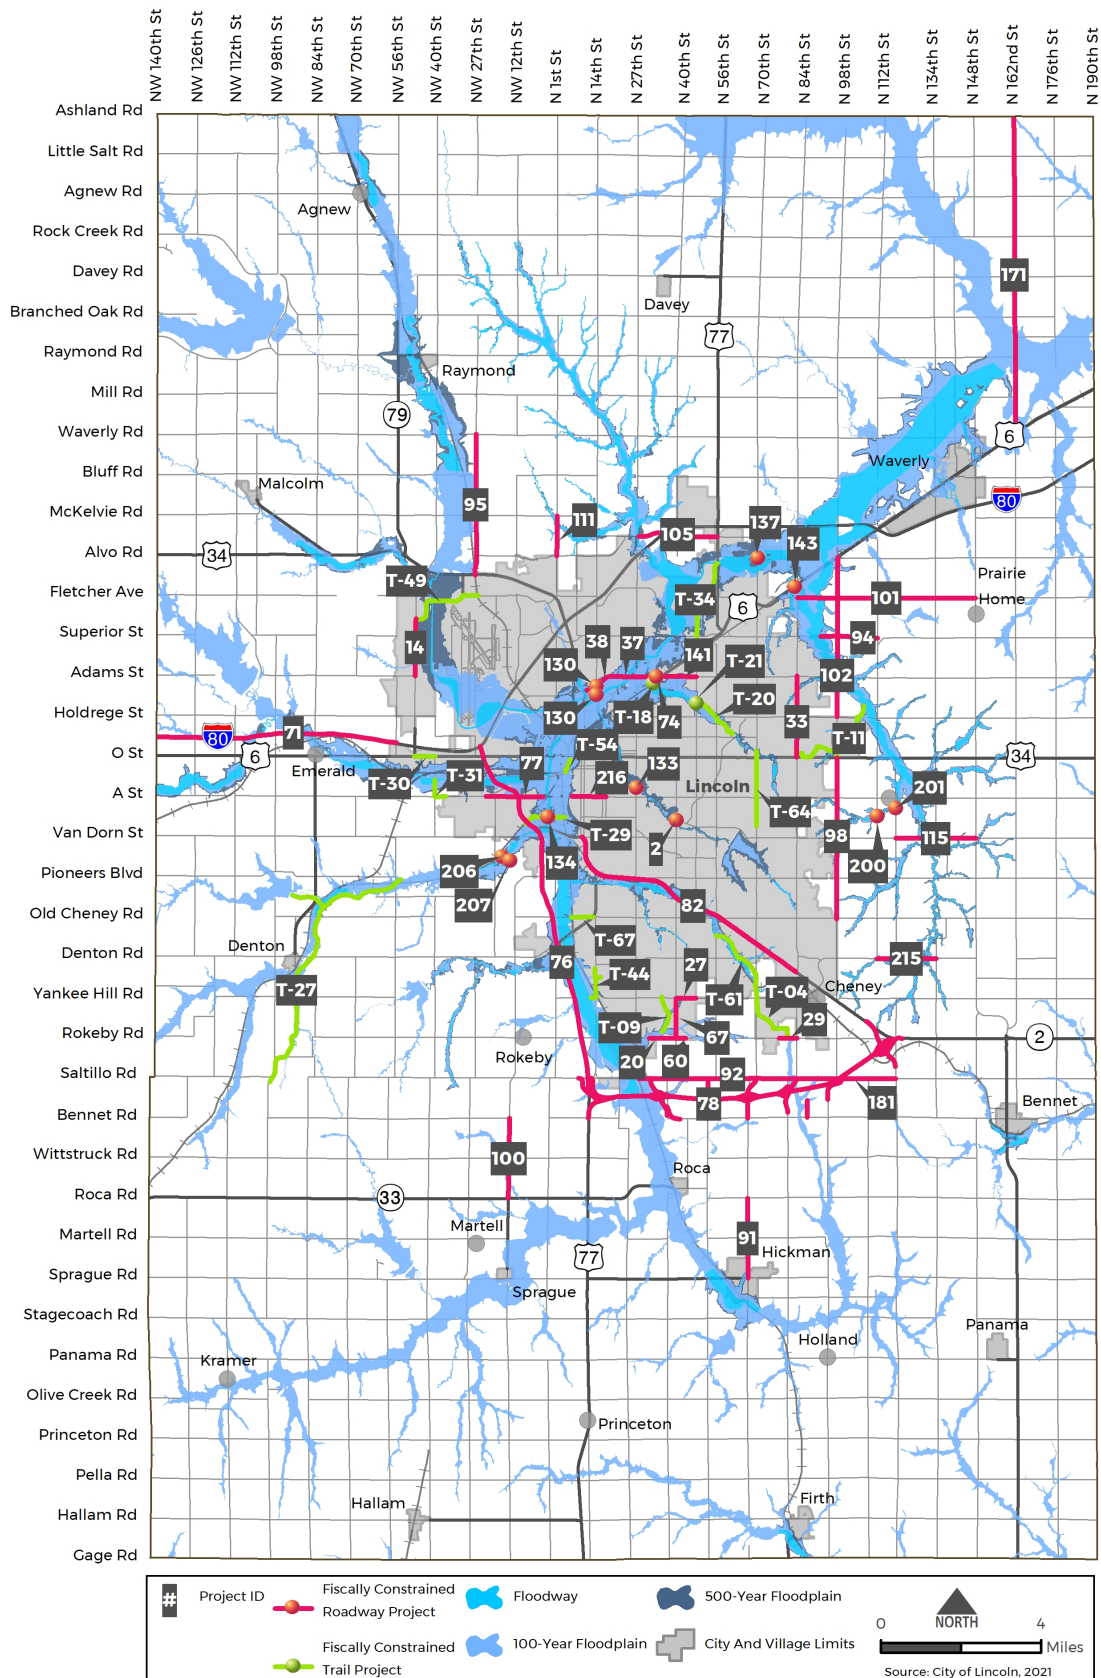 NW 140th St
NW 126th St
NW 112th St
NW 98th St
NW 84th St
NW 70th St
NW 56th St
NW 40th St
NW 27th St
NW 12th St
N 1st St
N 14th St
N 27th St
N 40th St
N 56th St
N 70th St
N 84th St
N 98th St
N 112th St
N 134th St
N 148th St
N 162nd St
N 176th St
N 190th St
Ashland Rd
Little Salt Rd
Agnew Rd
Agnew
Rock Creek Rd
Davey Rd
171
Davey
Branched Oak Rd
77
Raymond Rd
Raymond
Mill Rd
79
Waverly Rd
6
Waverly
Bluff Rd
Malcolm
80
95
McKelvie Rd
111
137
105
143
Alvo Rd
34
T-49
Prairie
Home
Fletcher Ave
T-34
6
101
Superior St
14
38
37
94
141
130
T-21
Adams St
102
T-20
Holdrege St
130
T-18
74
33
T-11
80
71
T-54
O St
6
34
Emerald
T-30
T-31
77
133
216
Lincoln
201
A St
T-64
Van Dorn St
T-29
2
98
115
134
200
Pioneers Blvd
206
207
82
Old Cheney Rd
Denton
T-67
Denton Rd
76
27
215
T-44
Yankee Hill Rd
T-27
T-61
T-04
Cheney
Rokeby Rd
T-09
29
67
2
Rokeby
20
60
Saltillo Rd
92
78
181
Bennet
Bennet Rd
Wittstruck Rd
100
Roca
Roca Rd
33
Martell
Martell Rd
91
Hickman
77
Sprague Rd
Sprague
Stagecoach Rd
Panama
Holland
Panama Rd
Kramer
Olive Creek Rd
Princeton
Princeton Rd
Pella Rd
Hallam
Firth
Hallam Rd
Gage Rd
#
Project ID
Fiscally Constrained
Roadway Project
Floodway
500-Year Floodplain
Fiscally Constrained
Trail Project
100-Year Floodplain
City And Village Limits
NORTH
0
4
Miles
Source: City of Lincoln, 2021